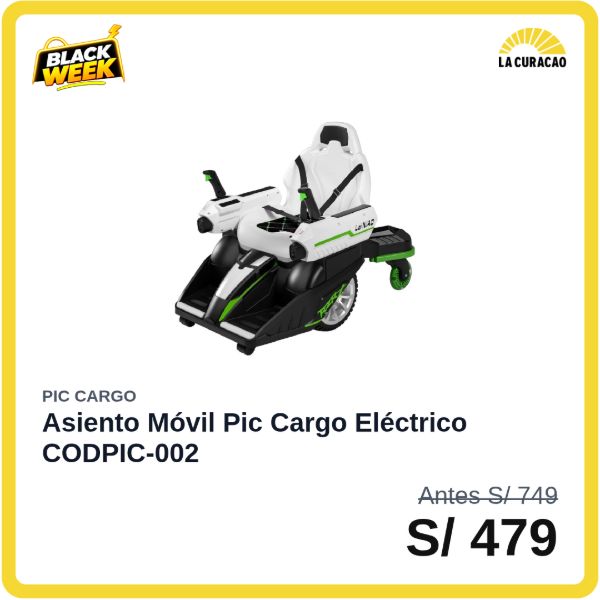 BLACK
WEEK
LA CURACAO
PIC CARGO
Asiento Móvil Pic Cargo Eléctrico
CODPIC-002
Antes S/ 749
S/ 479